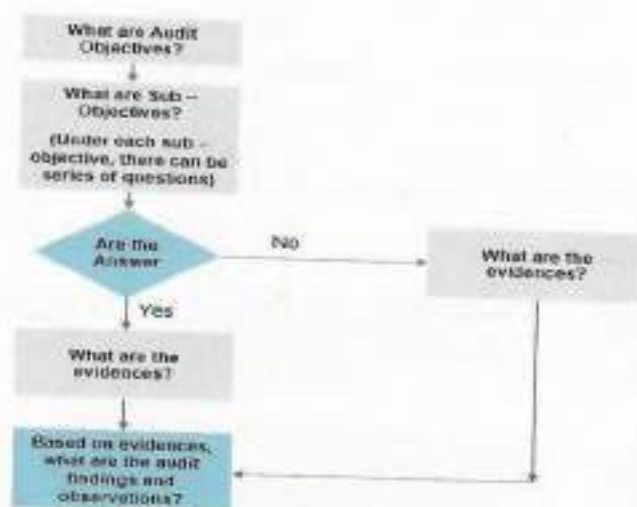 What are Audit
Objectives?
What are Sub –
Objectives?
(Under each sub –
objective, there can be
series of questions)
Are the
Answer
No
What are the
evidences?
Yes
What are the
evidences?
Based on evidences,
what are the audit
findings and
observations?